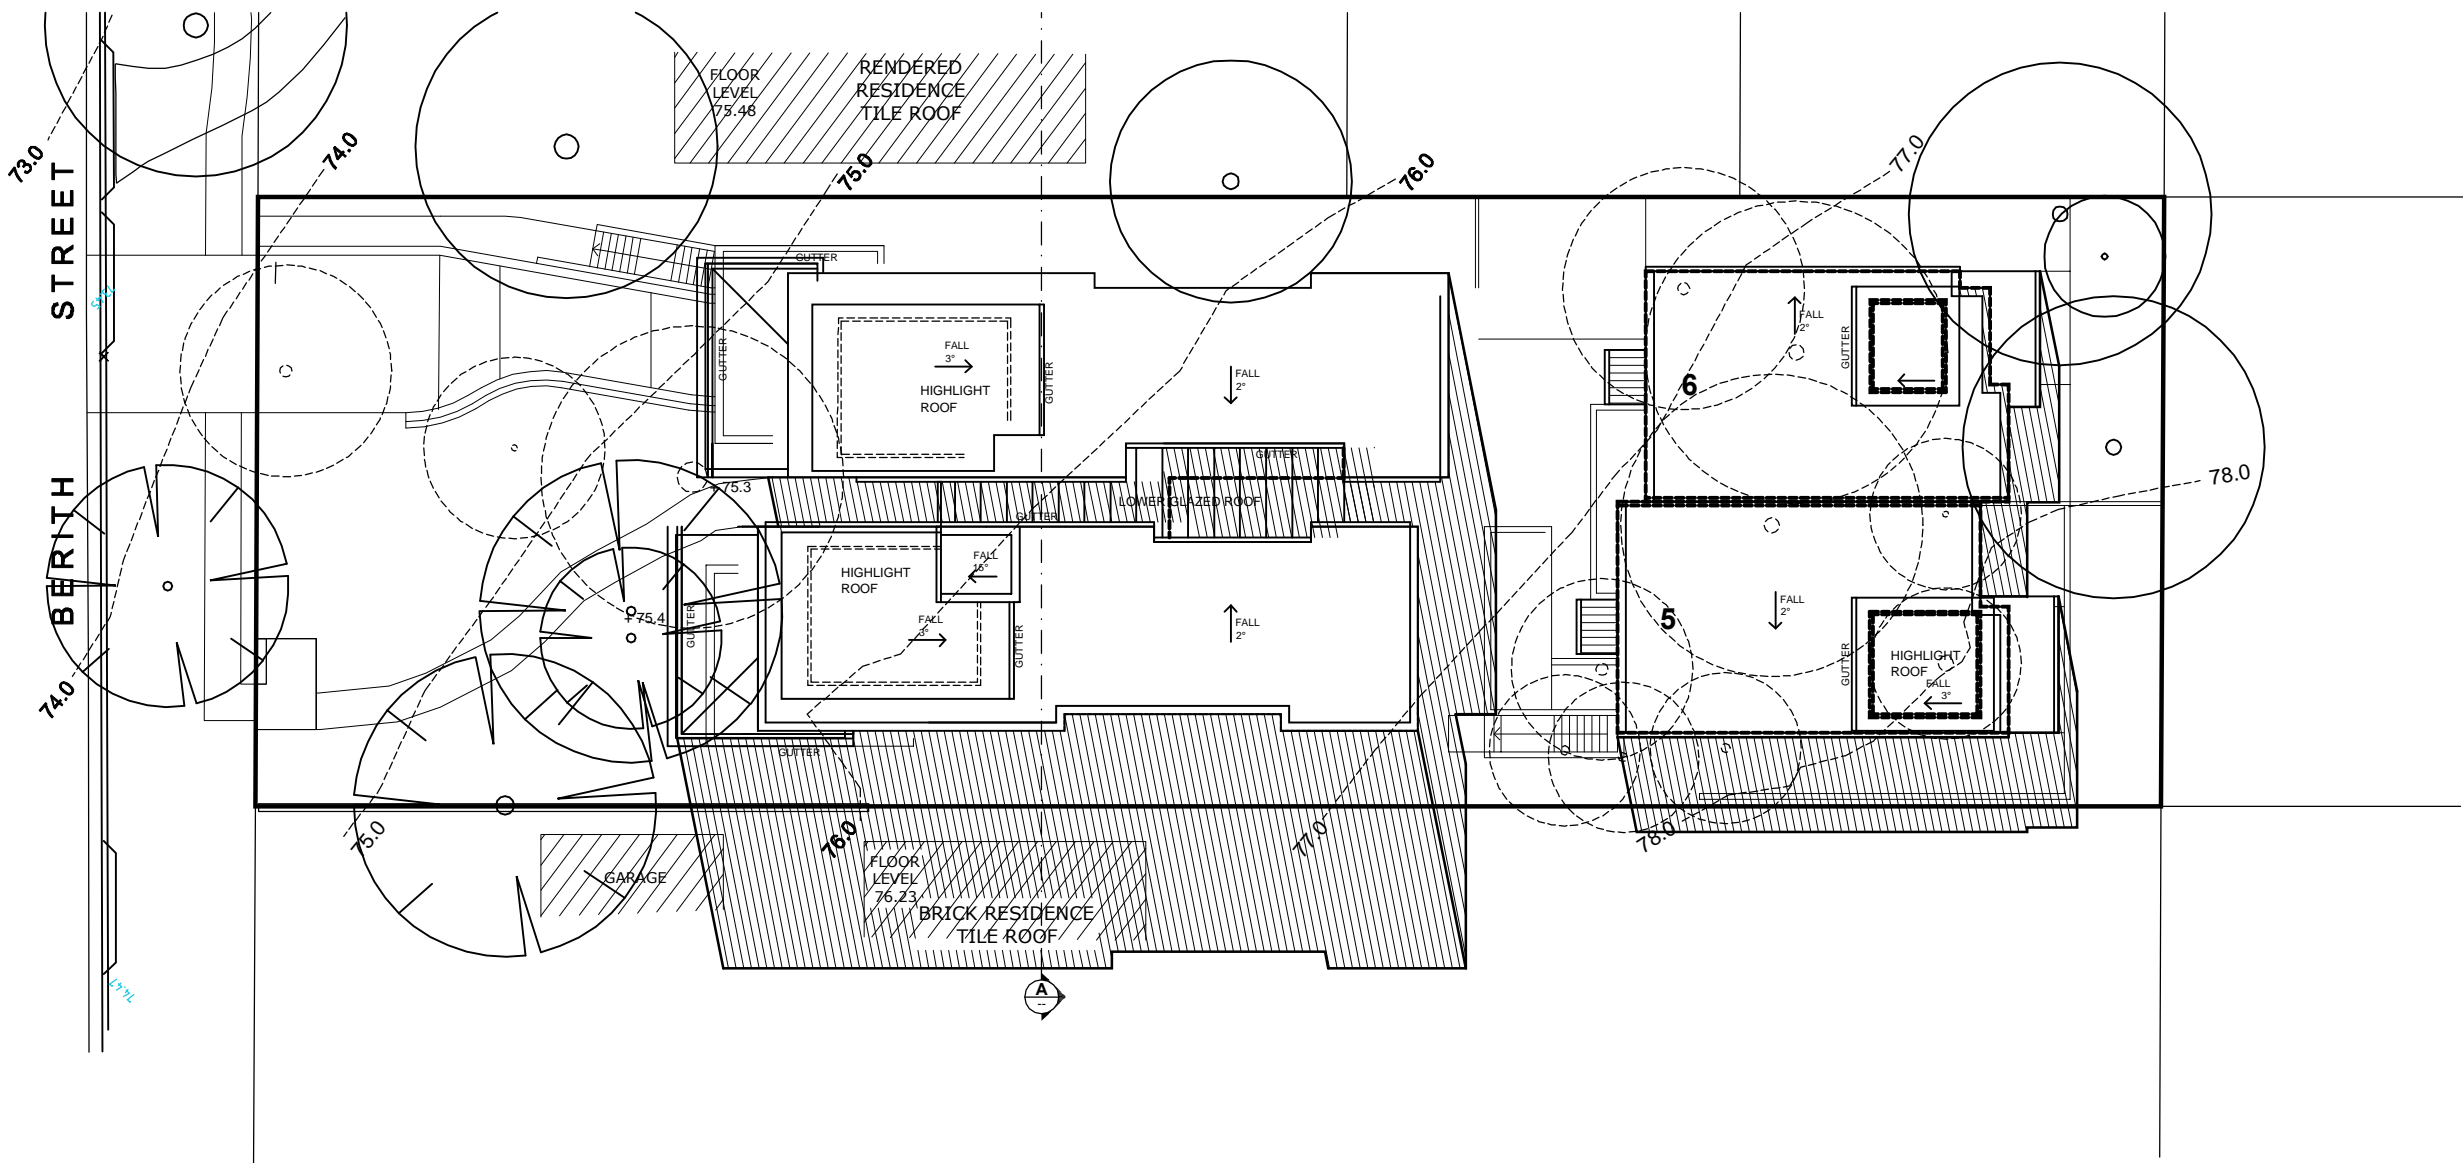 RENDERED
RESIDENCE
TILE ROOF
FLOOR
LEVEL
75.48
73.0
74.0
75.0
76.0
77.0
BERITH STREET
GUTTER
GUTTER
FALL
3°
HIGHLIGHT
ROOF
GUTTER
FALL
2°
FALL
2°
GUTTER
6
GUTTER
78.0
+ 75.3
LOWER GLAZED ROOF
GUTTER
HIGHLIGHT
ROOF
FALL
15°
FALL
3°
GUTTER
GUTTER
+ 75.4
FALL
2°
FALL
2°
5
GUTTER
HIGHLIGHT
ROOF
FALL
3°
74.0
GUTTER
75.0
76.0
77.0
78.0
GARAGE
FLOOR
LEVEL
76.23
BRICK RESIDENCE
TILE ROOF
74.47
A
--